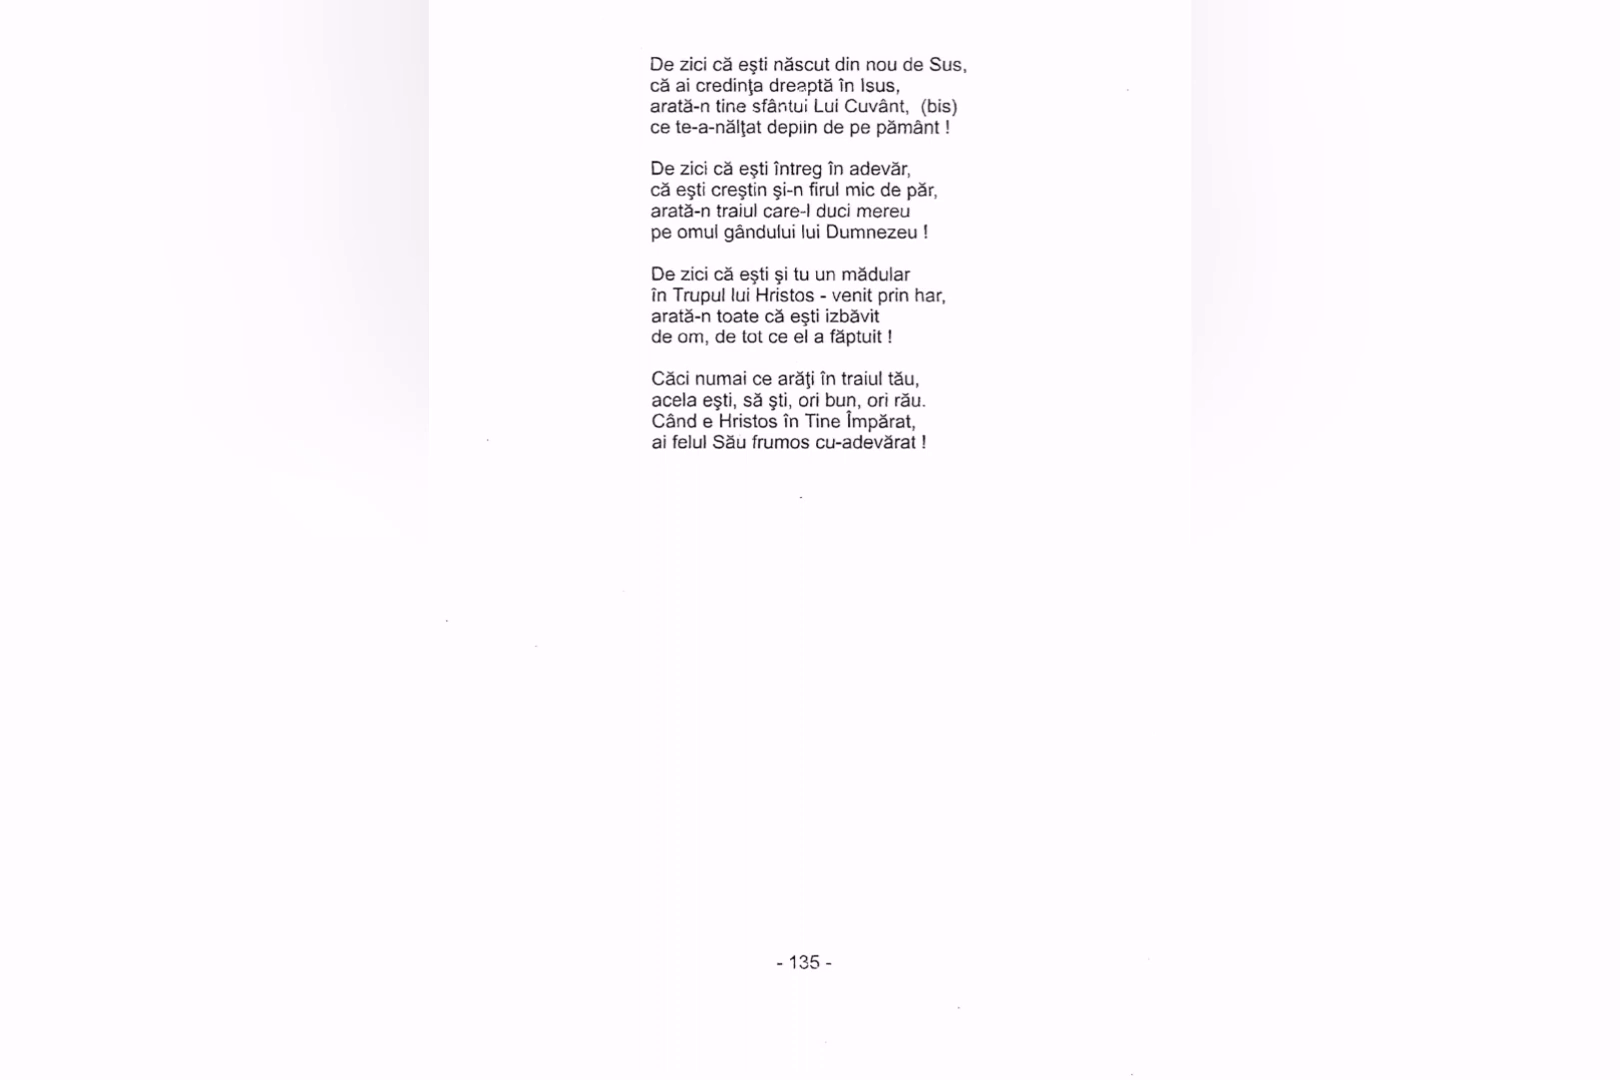 De zici că eşti născut din nou de Sus,
că ai credinţa dreaptă în Isus,
arată-n tine sfântul Lui Cuvânt, (bis)
ce te-a-nălţat deplin de pe pământ !
De zici că eşti întreg în adevăr,
că eşti creştin şi-n firul mic de păr,
arată-n traiul care-l duci mereu
pe omul gândului lui Dumnezeu !
De zici că eşti şi tu un mădular
în Trupul lui Hristos - venit prin har,
arată-n toate că eşti izbăvit
de om, de tot ce el a făptuit !
Căci numai ce arăţi în traiul tău,
acela eşti, să şti, ori bun, ori rău.
Când e Hristos în Tine Împărat,
ai felul Său frumos cu-adevărat !
- 135 -